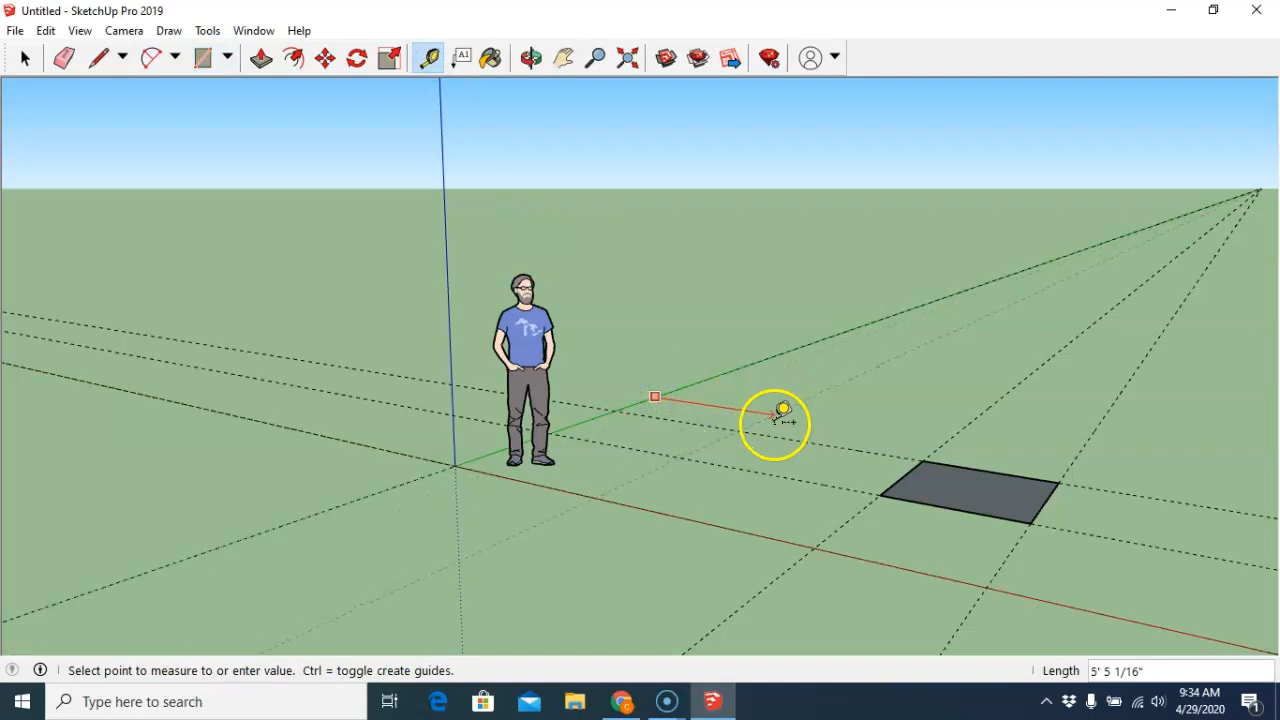 Untitled - SketchUp Pro 2019
File Edit View Camera Draw Tools Window Help
A1
Select point to measure to or enter value. Ctrl = toggle create guides.
Length 5' 5 1/16"
Type here to search
9:34 AM
4/29/2020
1